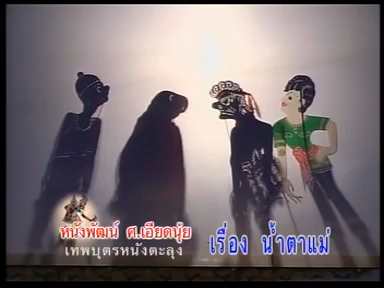 หนังพัฒน์ ศ.เอียดนุ้ย
เทพบุตรหนังตะลุง
เรื่อง น้ำตาแม่